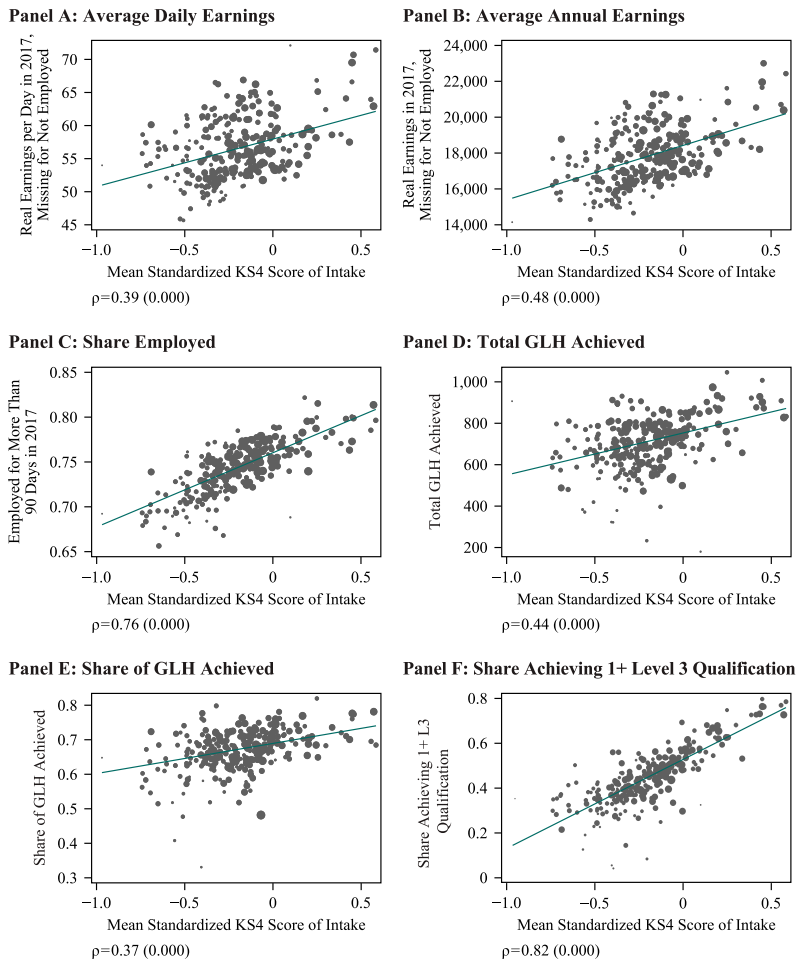 Panel A: Average Daily Earnings
Real Earnings per Day in 2017,
Missing for Not Employed
70
65
60
55
50
45
−1.0
−0.5
0
0.5
Mean Standardized KS4 Score of Intake
ρ=0.39 (0.000)
Panel B: Average Annual Earnings
Real Earnings in 2017,
Missing for Not Employed
24,000
22,000
20,000
18,000
16,000
14,000
−1.0
−0.5
0
0.5
Mean Standardized KS4 Score of Intake
ρ=0.48 (0.000)
Panel C: Share Employed
Employed for More Than
90 Days in 2017
0.85
0.80
0.75
0.70
0.65
−1.0
−0.5
0
0.5
Mean Standardized KS4 Score of Intake
ρ=0.76 (0.000)
Panel D: Total GLH Achieved
Total GLH Achieved
1,000
800
600
400
200
−1.0
−0.5
0
0.5
Mean Standardized KS4 Score of Intake
ρ=0.44 (0.000)
Panel E: Share of GLH Achieved
Share of GLH Achieved
0.8
0.7
0.6
0.5
0.4
0.3
−1.0
−0.5
0
0.5
Mean Standardized KS4 Score of Intake
ρ=0.37 (0.000)
Panel F: Share Achieving 1+ Level 3 Qualification
Share Achieving 1+ L3
Qualification
0.8
0.6
0.4
0.2
0
−1.0
−0.5
0
0.5
Mean Standardized KS4 Score of Intake
ρ=0.82 (0.000)